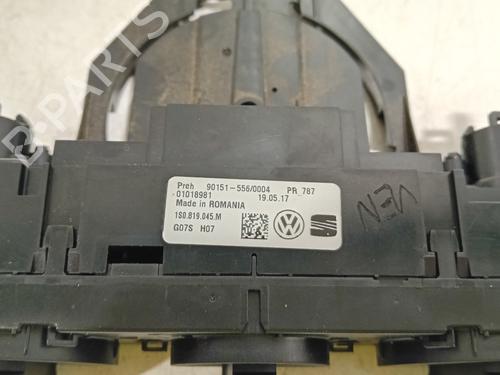 B-PARTS
Preh 90151-556/0004 PR 787
01018981 19.05.17
Made in ROMANIA
1S0.819.045.M
G07S H07
VEN